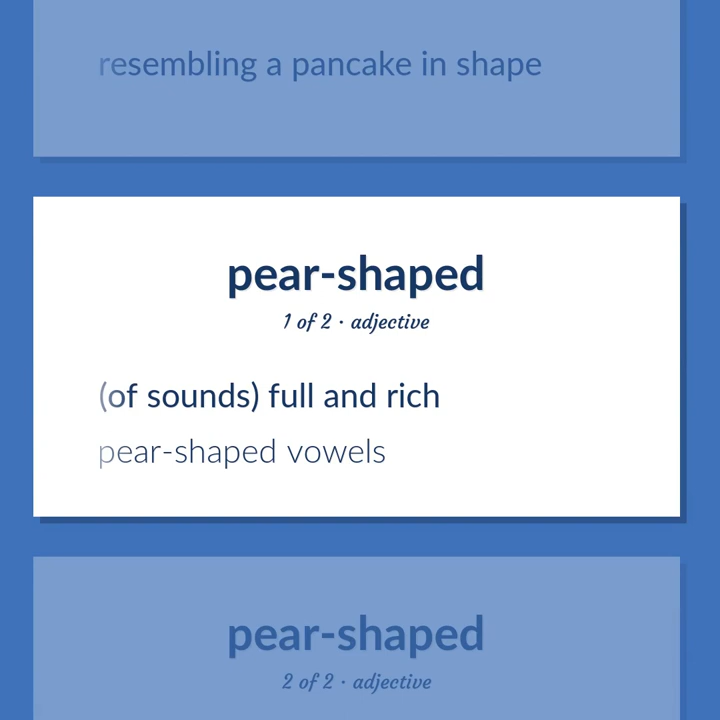 resembling a pancake in shape
pear-shaped
1 of 2 · adjective
(of sounds) full and rich
pear-shaped vowels
pear-shaped
2 of 2 · adjective